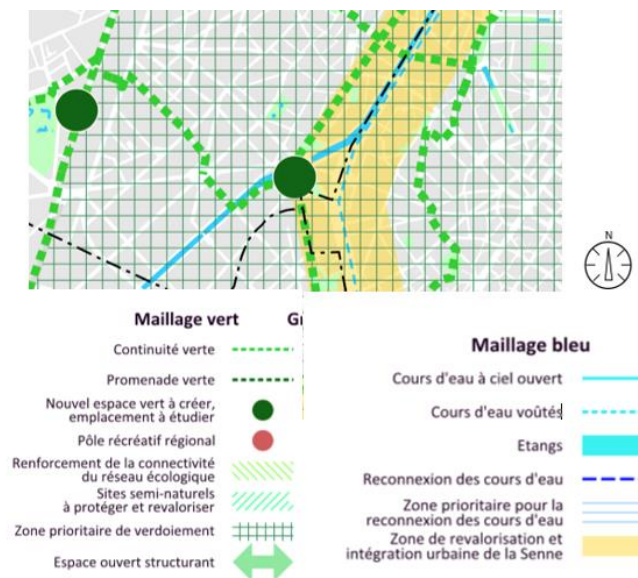 N
Maillage vert
Continuité verte
Promenade verte
Nouvel espace vert à créer,
emplacement à étudier
Pôle récréatif régional
Renforcement de la connectivité
du réseau écologique
Sites semi-naturels
à protéger et revaloriser
Zone prioritaire de verdoiement
Espace ouvert structurant
Maillage bleu
Cours d'eau à ciel ouvert
Cours d'eau voûtés
Etangs
Reconnexion des cours d'eau
Zone prioritaire pour la
reconnexion des cours d'eau
Zone de revalorisation et
intégration urbaine de la Senne